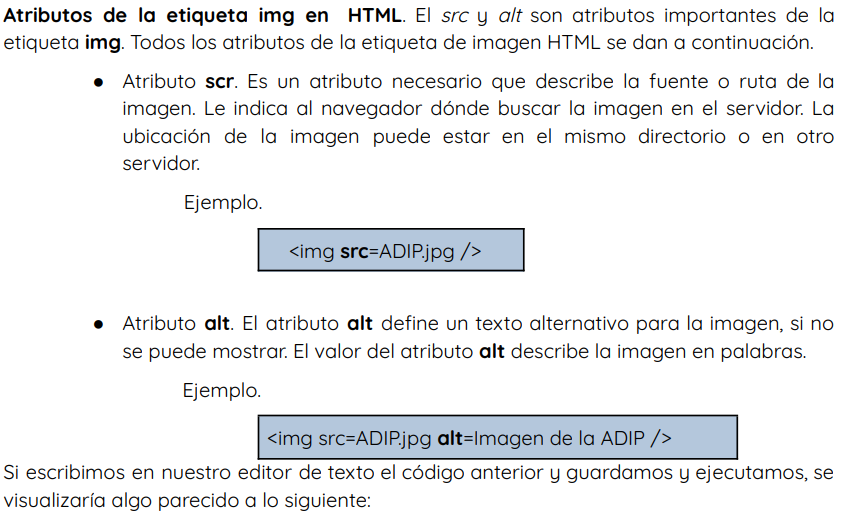 Atributos de la etiqueta img en HTML. El src y alt son atributos importantes de la
etiqueta img. Todos los atributos de la etiqueta de imagen HTML se dan a continuación.
● Atributo scr. Es un atributo necesario que describe la fuente o ruta de la
imagen. Le indica al navegador dónde buscar la imagen en el servidor. La
ubicación de la imagen puede estar en el mismo directorio o en otro
servidor.
Ejemplo.
<img src=ADIP.jpg />
● Atributo alt. El atributo alt define un texto alternativo para la imagen, si no
se puede mostrar. El valor del atributo alt describe la imagen en palabras.
Ejemplo.
<img src=ADIP.jpg alt=Imagen de la ADIP />
Si escribimos en nuestro editor de texto el código anterior y guardamos y ejecutamos, se
visualizaría algo parecido a lo siguiente: